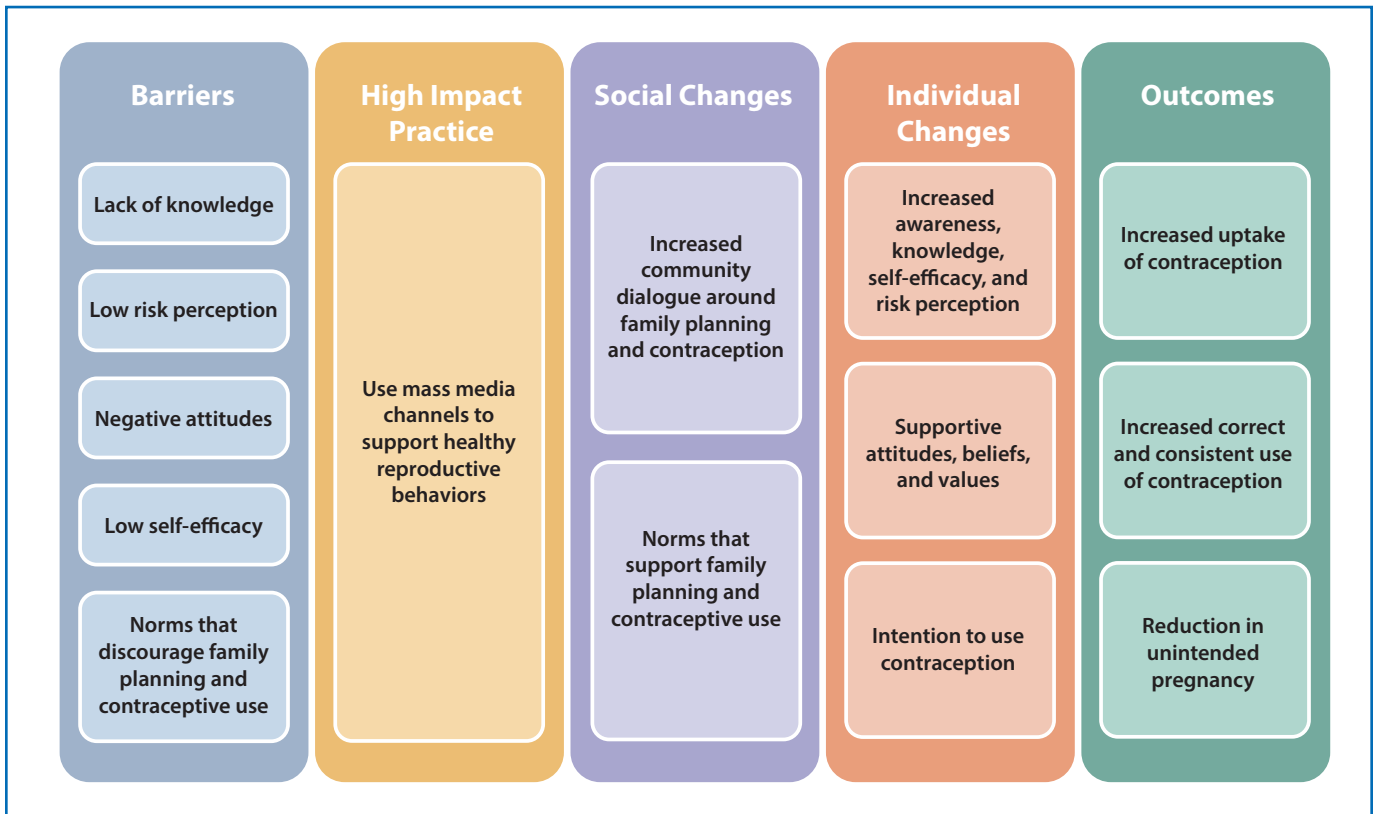 Barriers
Lack of knowledge
Low risk perception
Negative attitudes
Low self-efficacy
Norms that
discourage family
planning and
contraceptive use
High Impact
Practice
Use mass media
channels to
support healthy
reproductive
behaviors
Social Changes
Increased
community
dialogue around
family planning
and contraception
Norms that
support family
planning and
contraceptive use
Individual
Changes
Increased
awareness,
knowledge,
self-efficacy, and
risk perception
Supportive
attitudes, beliefs,
and values
Intention to use
contraception
Outcomes
Increased uptake
of contraception
Increased correct
and consistent use
of contraception
Reduction in
unintended
pregnancy